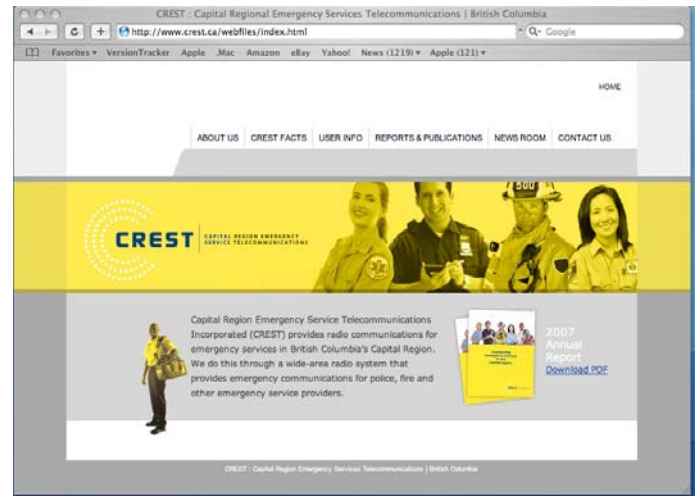 CREST : Capital Regional Emergency Services Telecommunications | British Columbia
http://www.crest.ca/webfiles/index.html
Google
Favorites VersionTracker Apple .Mac Amazon eBay Yahoo! News (1219) Apple (121)
HOME
ABOUT US CREST FACTS USER INFO REPORTS & PUBLICATIONS NEWS ROOM CONTACT US
500
CREST
CAPITAL REGION EMERGENCY
SERVICE TELECOMMUNICATIONS
Capital Region Emergency Service Telecommunications
Incorporated (CREST) provides radio communications for
emergency services in British Columbia's Capital Region.
We do this through a wide-area radio system that
provides emergency communications for police, fire and
other emergency service providers.
2007
Annual
Report
Download PDF
CREST : Capital Region Emergency Services Telecommunications | British Columbia